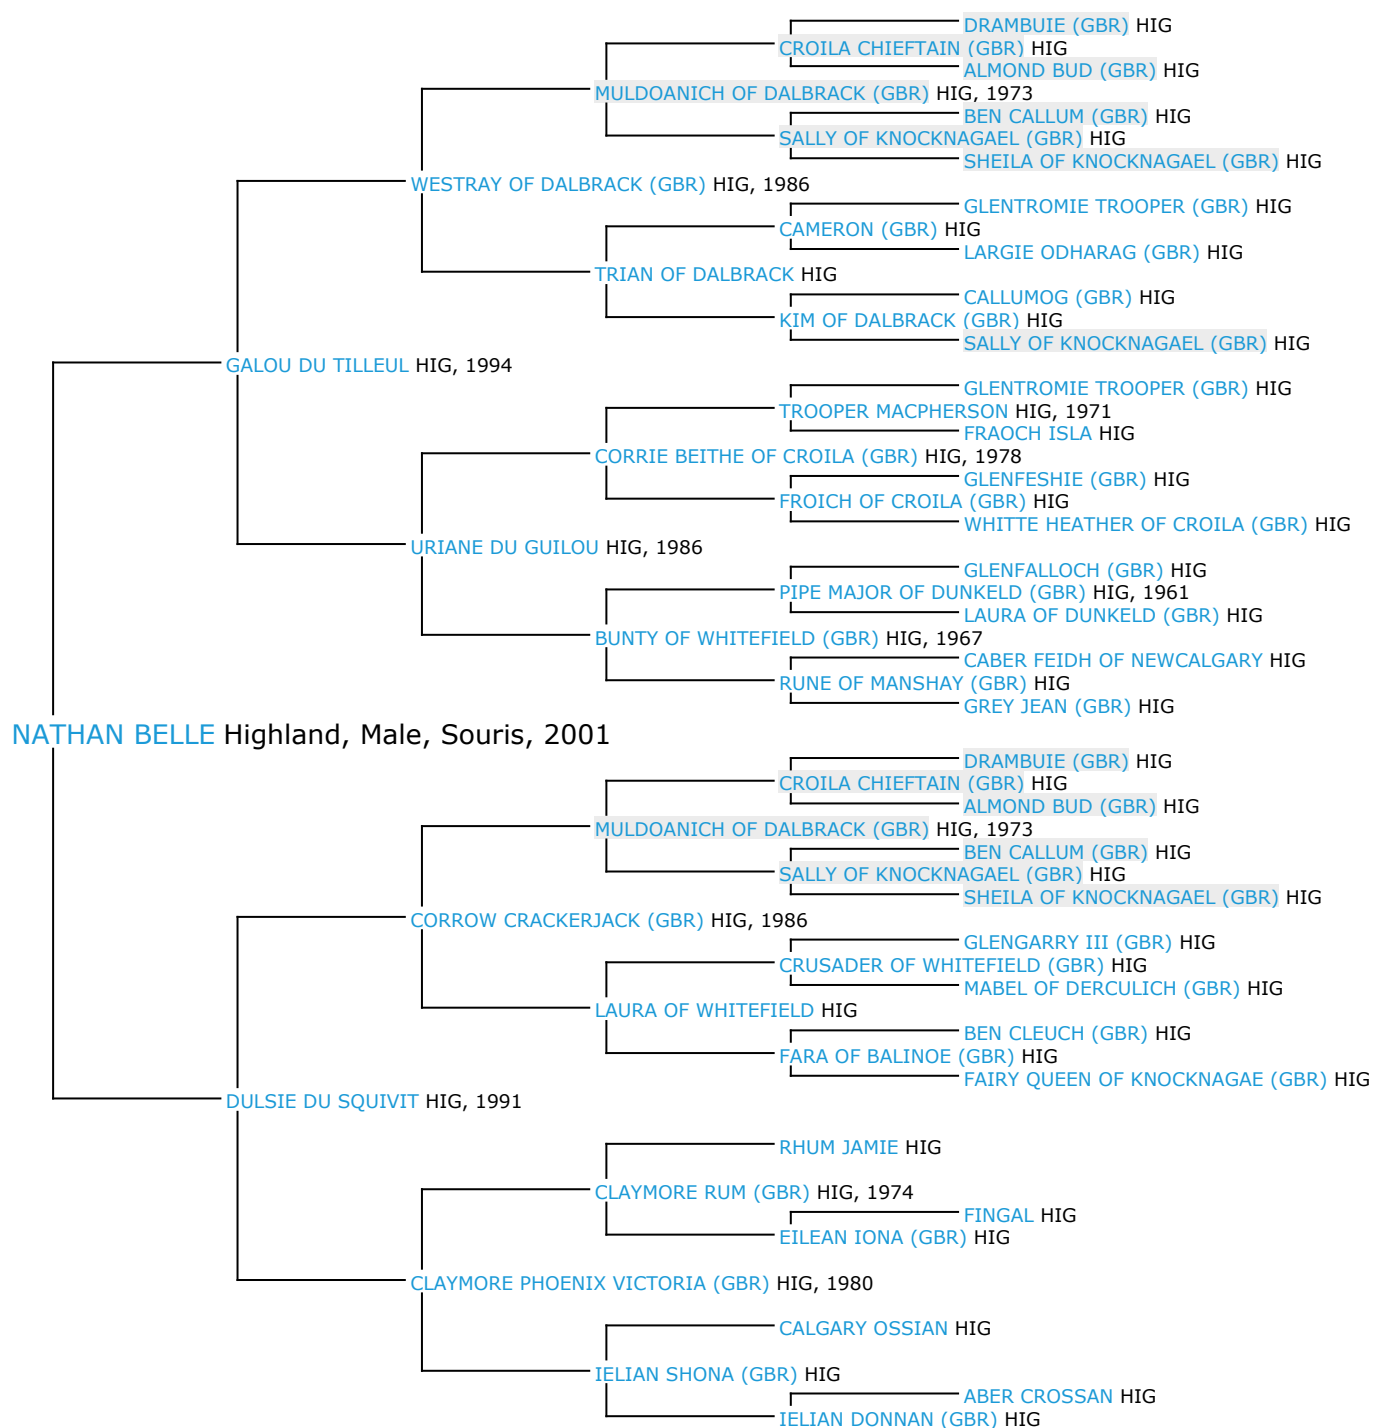 DRAMBUIE (GBR) HIG
CROILA CHIEFTAIN (GBR) HIG
ALMOND BUD (GBR) HIG
MULDOANICH OF DALBRACK (GBR) HIG, 1973
BEN CALLUM (GBR) HIG
SALLY OF KNOCKNAGAEL (GBR) HIG
SHEILA OF KNOCKNAGAEL (GBR) HIG
WESTRAY OF DALBRACK (GBR) HIG, 1986
GLENTROMIE TROOPER (GBR) HIG
CAMERON (GBR) HIG
LARGIE ODHARAG (GBR) HIG
TRIAN OF DALBRACK HIG
CALLUMOG (GBR) HIG
KIM OF DALBRACK (GBR) HIG
SALLY OF KNOCKNAGAEL (GBR) HIG
GALOU DU TILLEUL HIG, 1994
GLENTROMIE TROOPER (GBR) HIG
TROOPER MACPHERSON HIG, 1971
FRAOCH ISLA HIG
CORRIE BEITHE OF CROILA (GBR) HIG, 1978
GLENFESHIE (GBR) HIG
FROICH OF CROILA (GBR) HIG
WHITTE HEATHER OF CROILA (GBR) HIG
URIANE DU GUILOU HIG, 1986
GLENFALLOCH (GBR) HIG
PIPE MAJOR OF DUNKELD (GBR) HIG, 1961
LAURA OF DUNKELD (GBR) HIG
BUNTY OF WHITEFIELD (GBR) HIG, 1967
CABER FEIDH OF NEWCALGARY HIG
RUNE OF MANSHAY (GBR) HIG
GREY JEAN (GBR) HIG
NATHAN BELLE Highland, Male, Souris, 2001
DRAMBUIE (GBR) HIG
CROILA CHIEFTAIN (GBR) HIG
ALMOND BUD (GBR) HIG
MULDOANICH OF DALBRACK (GBR) HIG, 1973
BEN CALLUM (GBR) HIG
SALLY OF KNOCKNAGAEL (GBR) HIG
SHEILA OF KNOCKNAGAEL (GBR) HIG
CORROW CRACKERJACK (GBR) HIG, 1986
GLENGARRY III (GBR) HIG
CRUSADER OF WHITEFIELD (GBR) HIG
MABEL OF DERCULICH (GBR) HIG
LAURA OF WHITEFIELD HIG
BEN CLEUCH (GBR) HIG
FARA OF BALINOE (GBR) HIG
FAIRY QUEEN OF KNOCKNAGAE (GBR) HIG
DULSIE DU SQUIVIT HIG, 1991
RHUM JAMIE HIG
CLAYMORE RUM (GBR) HIG, 1974
FINGAL HIG
EILEAN IONA (GBR) HIG
CLAYMORE PHOENIX VICTORIA (GBR) HIG, 1980
CALGARY OSSIAN HIG
IELIAN SHONA (GBR) HIG
ABER CROSSAN HIG
IELIAN DONNAN (GBR) HIG